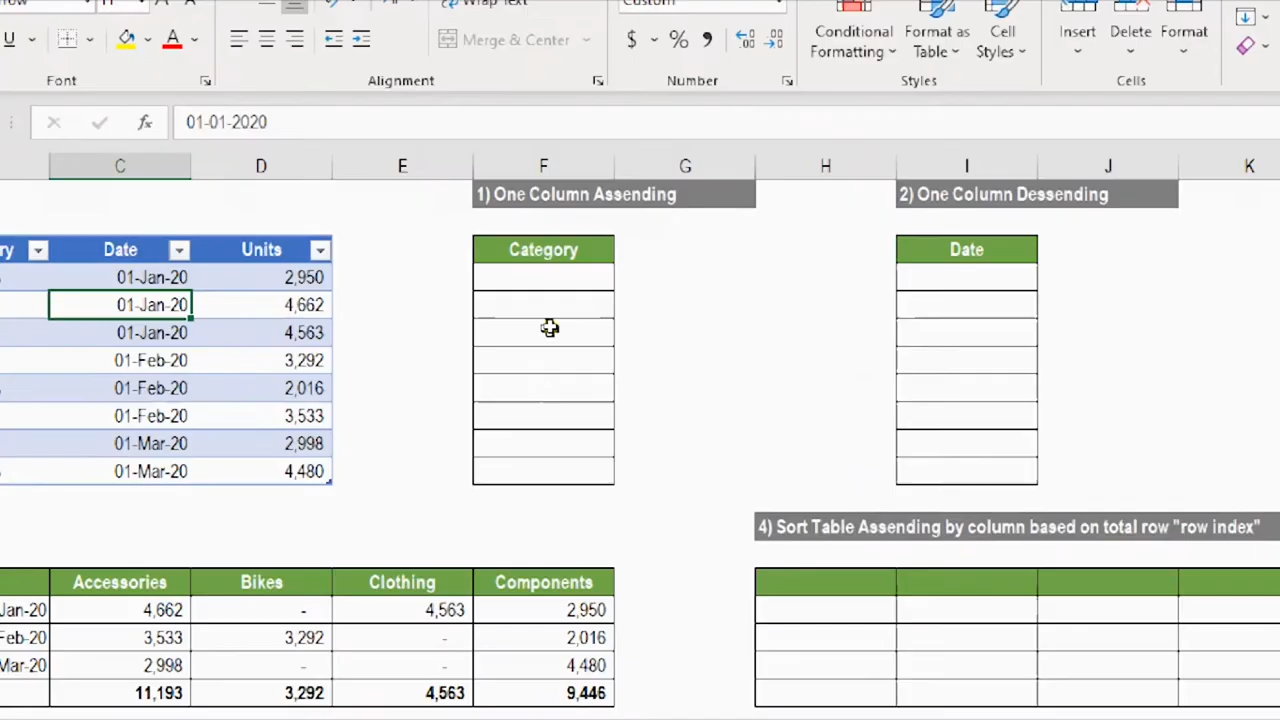 Custom
U A
Merge & Center
$ % 9
Conditional Formatting
Format as Table
Cell Styles
Insert Delete Format
Font Alignment Number Styles Cells
fx 01-01-2020
C D E F G H I J K
1) One Column Assending 2) One Column Dessending
Date Units Category Date
01-Jan-20 2,950
01-Jan-20 4,662
01-Jan-20 4,563
01-Feb-20 3,292
01-Feb-20 2,016
01-Feb-20 3,533
01-Mar-20 2,998
01-Mar-20 4,480
4) Sort Table Assending by column based on total row "row index"
Accessories Bikes Clothing Components
Jan-20 4,662 - 4,563 2,950
Feb-20 3,533 3,292 - 2,016
Mar-20 2,998 - - 4,480
11,193 3,292 4,563 9,446